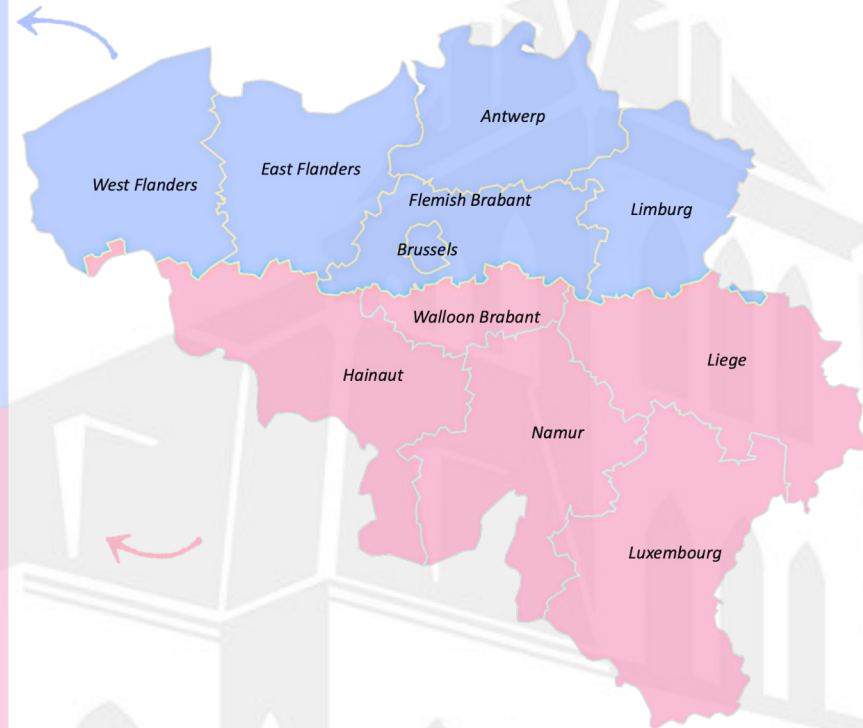 Antwerp
East Flanders
West Flanders
Flemish Brabant
Limburg
Brussels
Walloon Brabant
Liege
Hainaut
Namur
Luxembourg